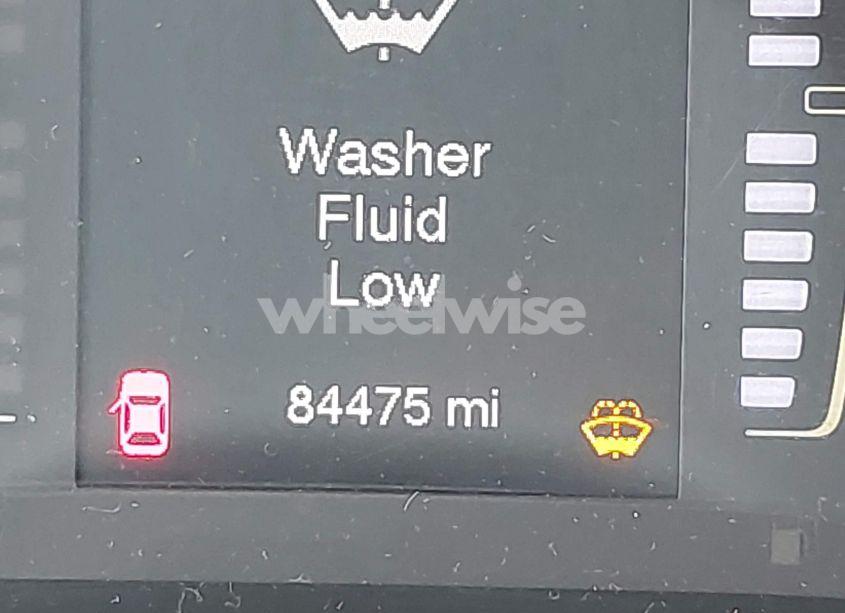 Washer
Fluid
Low
wheelwise
84475 mi